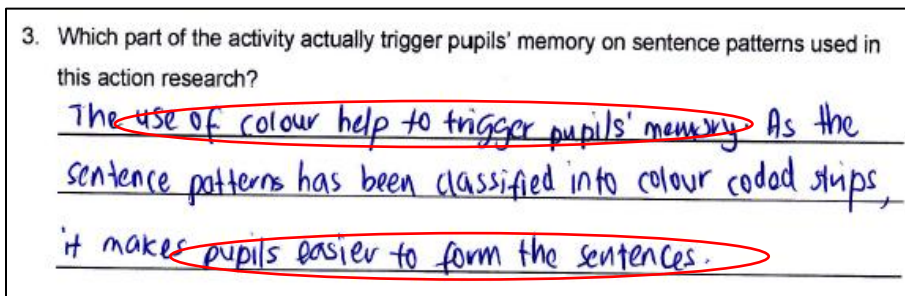 3. Which part of the activity actually trigger pupils' memory on sentence patterns used in
this action research?
The use of colour help to trigger pupils' memory. As the
sentence patterns has been classified into colour coded strips,
it makes pupils easier to form the sentences.